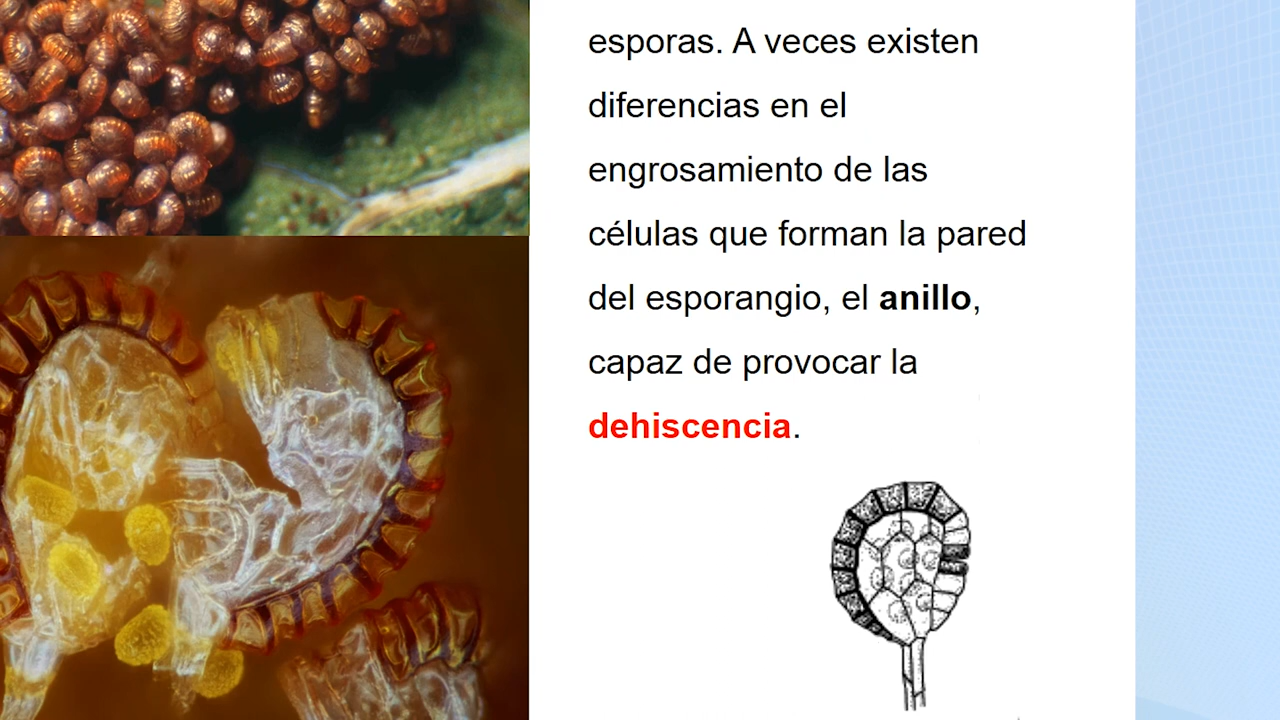 esporas. A veces existen
diferencias en el
engrosamiento de las
células que forman la pared
del esporangio, el anillo,
capaz de provocar la
dehiscencia.